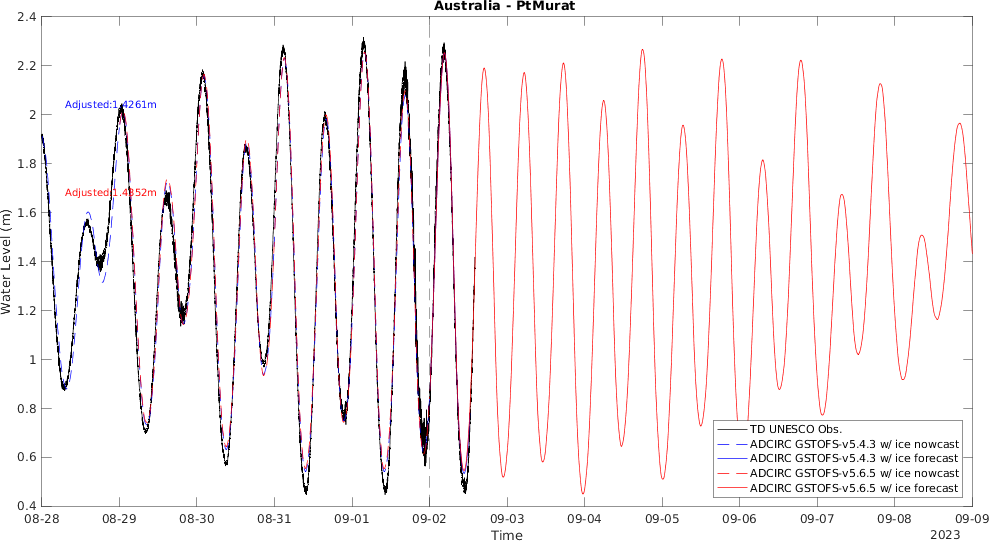 Australia - PtMurat
2.4
2.2
2
1.8
1.6
1.4
1.2
1
0.8
0.6
0.4
Water Level (m)
Adjusted:1.4261m
Adjusted:1.4352m
TD UNESCO Obs.
ADCIRC GSTOFS-v5.4.3 w/ ice nowcast
ADCIRC GSTOFS-v5.4.3 w/ ice forecast
ADCIRC GSTOFS-v5.6.5 w/ ice nowcast
ADCIRC GSTOFS-v5.6.5 w/ ice forecast
08-28 08-29 08-30 08-31 09-01 09-02 09-03 09-04 09-05 09-06 09-07 09-08 09-09
Time
2023